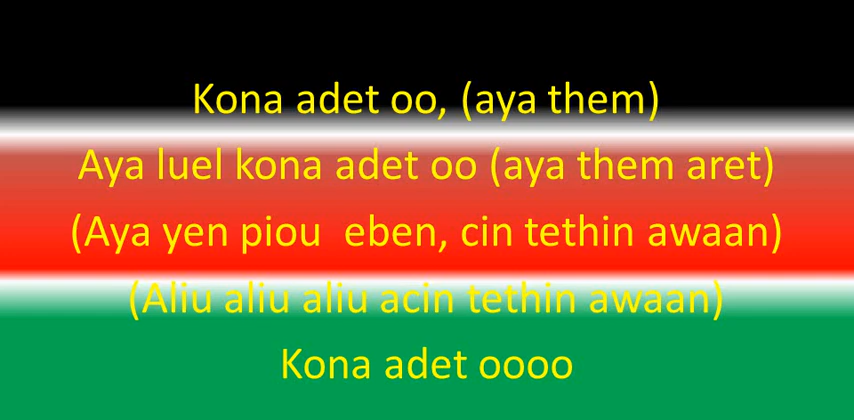 Kona adet oo, (aya them)
Aya luel kona adet oo (aya them aret)
(Aya yen piou  eben, cin tethin awaan)
(Aliu aliu aliu acin tethin awaan)
Kona adet oooo